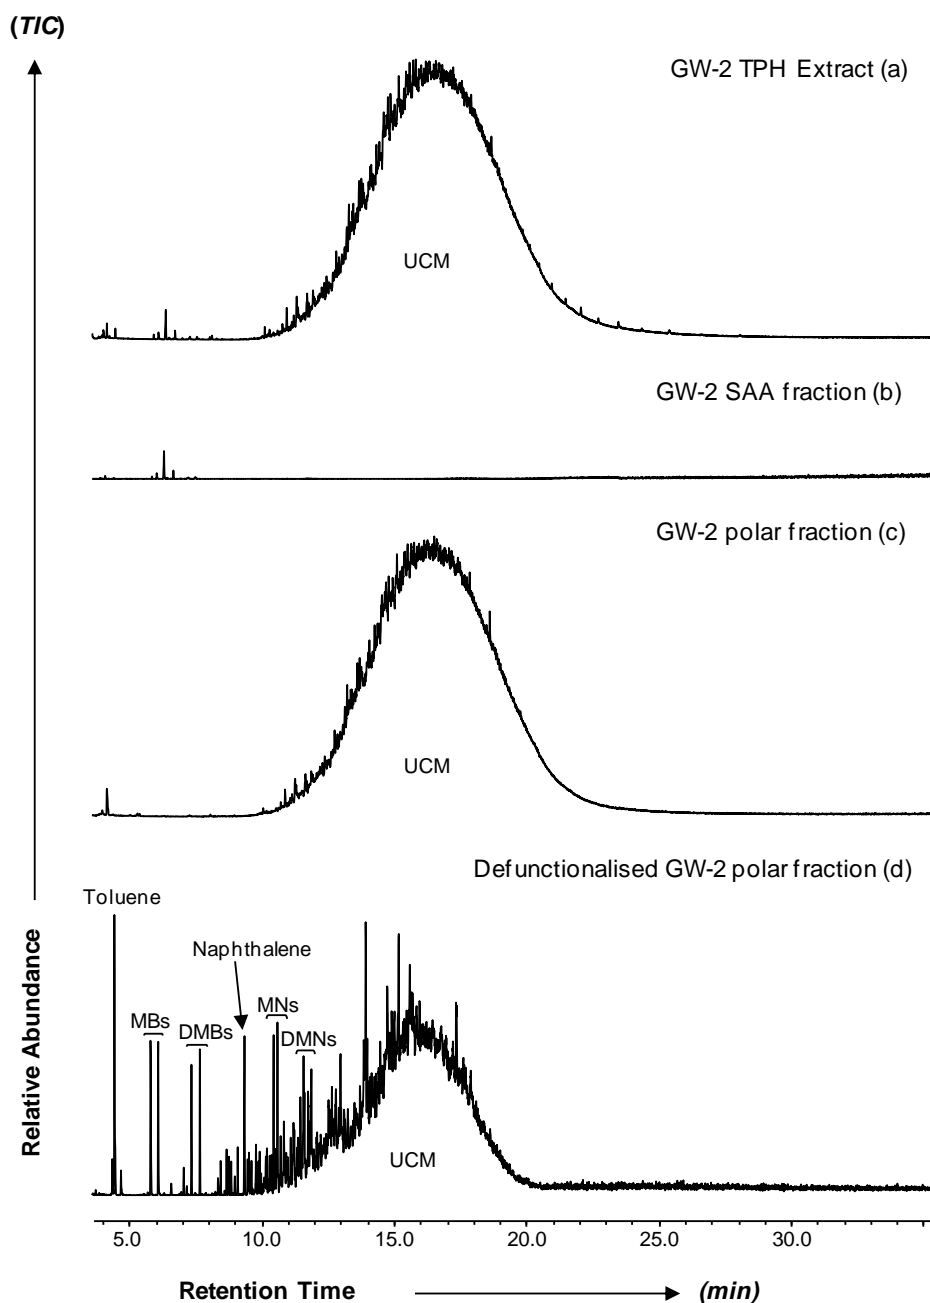 (TIC)
GW-2 TPH Extract (a)
UCM
GW-2 SAA fraction (b)
GW-2 polar fraction (c)
UCM
Defunctionalised GW-2 polar fraction (d)
Toluene
Naphthalene
MBs
DMBs
MNs
DMNs
UCM
Relative Abundance
5.0 10.0 15.0 20.0 25.0 30.0
Retention Time (min)